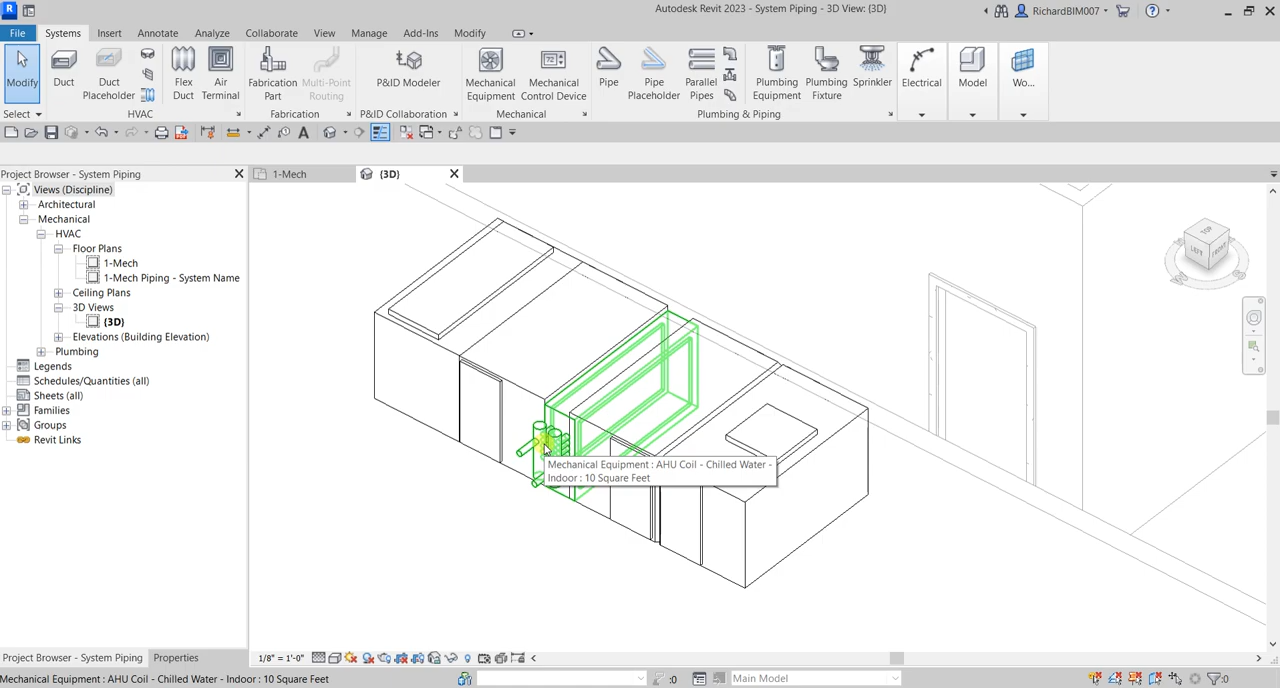 Autodesk Revit 2023 - System Piping - 3D View: {3D}
RichardBIM007
File
Systems
Insert
Annotate
Analyze
Collaborate
View
Manage
Add-Ins
Modify
Modify
Duct
Duct
Placeholder
Flex
Duct
Air
Terminal
Fabrication
Part
Multi-Point
Routing
P&ID Modeler
Mechanical
Equipment
Mechanical
Control Device
Pipe
Pipe
Placeholder
Parallel
Pipes
Plumbing
Equipment
Plumbing
Fixture
Sprinkler
Electrical
Model
Wo...
Select
HVAC
Fabrication
P&ID Collaboration
Mechanical
Plumbing & Piping
Project Browser - System Piping
1-Mech
{3D}
Views (Discipline)
Architectural
Mechanical
HVAC
Floor Plans
1-Mech
1-Mech Piping - System Name
Ceiling Plans
3D Views
{3D}
Elevations (Building Elevation)
Plumbing
Legends
Schedules/Quantities (all)
Sheets (all)
Families
Groups
Revit Links
TOP
LEFT
FRONT
Mechanical Equipment : AHU Coil - Chilled Water -
Indoor : 10 Square Feet
Project Browser - System Piping
Properties
1/8" = 1'-0"
Mechanical Equipment : AHU Coil - Chilled Water - Indoor : 10 Square Feet
:0
Main Model
:0